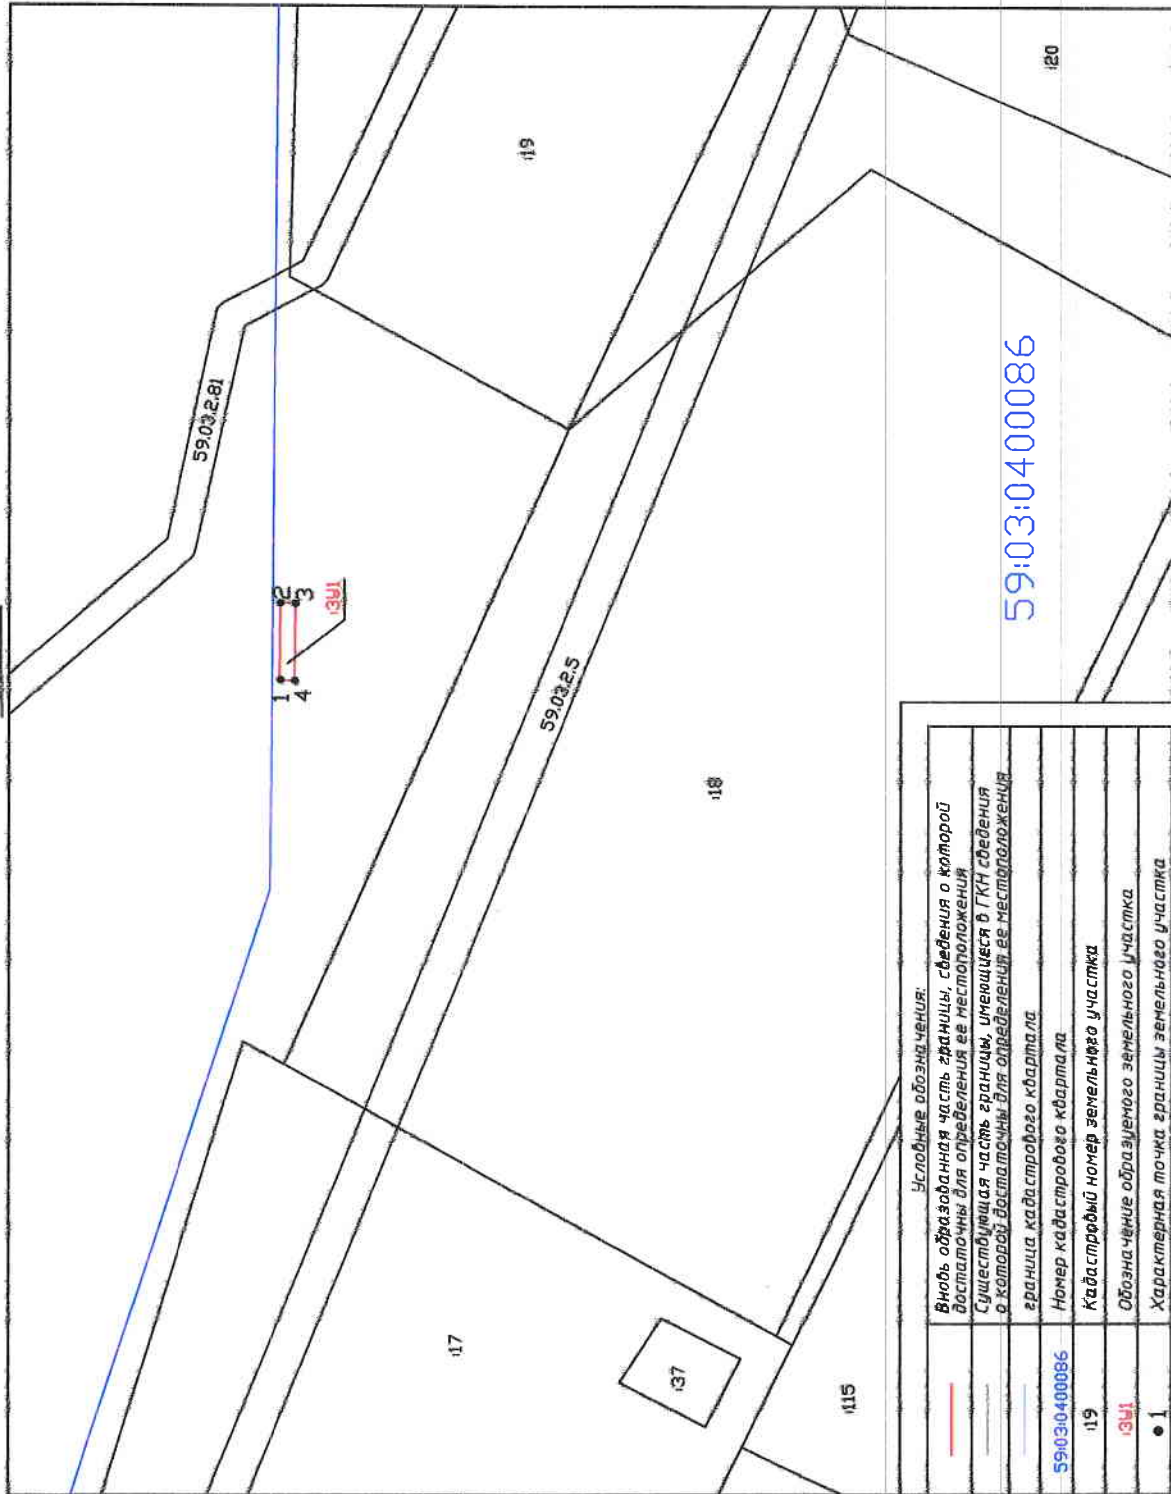 59.03.2.81
:19
:20
1
2
3
4
:ЗУ1
59.03.2.5
59:03:0400086
:18
:17
:37
:115
Условные обозначения:
Вновь образованная часть границы, сведения о которой
достаточны для определения ее местоположения
Существующая часть границы, имеющиеся в ГКН сведения
о которой достаточны для определения ее местоположения
граница кадастрового квартала
59:03:0400086 Номер кадастрового квартала
:19 Кадастровый номер земельного участка
:ЗУ1 Обозначение образуемого земельного участка
1 Характерная точка границы земельного участка